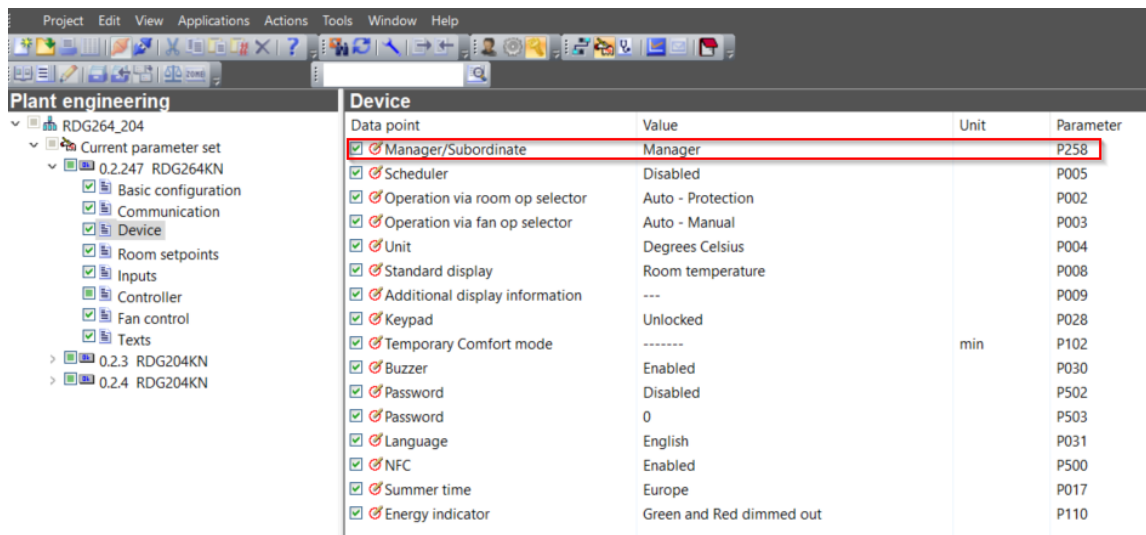 Project Edit View Applications Actions Tools Window Help
Plant engineering
RDG264_204
Current parameter set
0.2.247 RDG264KN
Basic configuration
Communication
Device
Room setpoints
Inputs
Controller
Fan control
Texts
0.2.3 RDG204KN
0.2.4 RDG204KN
Device
Data point Value Unit Parameter
Manager/Subordinate Manager P258
Scheduler Disabled P005
Operation via room op selector Auto - Protection P002
Operation via fan op selector Auto - Manual P003
Unit Degrees Celsius P004
Standard display Room temperature P008
Additional display information --- P009
Keypad Unlocked P028
Temporary Comfort mode ------- min P102
Buzzer Enabled P030
Password Disabled P502
Password 0 P503
Language English P031
NFC Enabled P500
Summer time Europe P017
Energy indicator Green and Red dimmed out P110